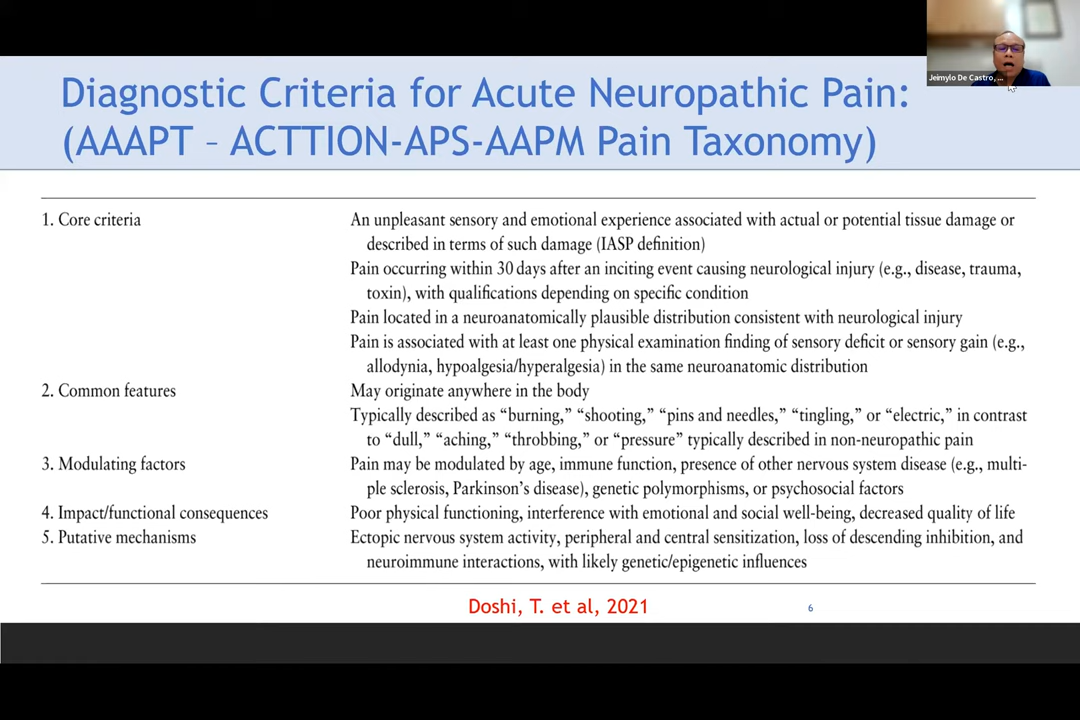 Jeimylo De Castro, ...
Diagnostic Criteria for Acute Neuropathic Pain:
(AAAPT – ACTTION-APS-AAPM Pain Taxonomy)
1. Core criteria
An unpleasant sensory and emotional experience associated with actual or potential tissue damage or
described in terms of such damage (IASP definition)
Pain occurring within 30 days after an inciting event causing neurological injury (e.g., disease, trauma,
toxin), with qualifications depending on specific condition
Pain located in a neuroanatomically plausible distribution consistent with neurological injury
Pain is associated with at least one physical examination finding of sensory deficit or sensory gain (e.g.,
allodynia, hypoalgesia/hyperalgesia) in the same neuroanatomic distribution
2. Common features
May originate anywhere in the body
Typically described as “burning,” “shooting,” “pins and needles,” “tingling,” or “electric,” in contrast
to “dull,” “aching,” “throbbing,” or “pressure” typically described in non-neuropathic pain
3. Modulating factors
Pain may be modulated by age, immune function, presence of other nervous system disease (e.g., multi-
ple sclerosis, Parkinson’s disease), genetic polymorphisms, or psychosocial factors
4. Impact/functional consequences
Poor physical functioning, interference with emotional and social well-being, decreased quality of life
5. Putative mechanisms
Ectopic nervous system activity, peripheral and central sensitization, loss of descending inhibition, and
neuroimmune interactions, with likely genetic/epigenetic influences
Doshi, T. et al, 2021
6